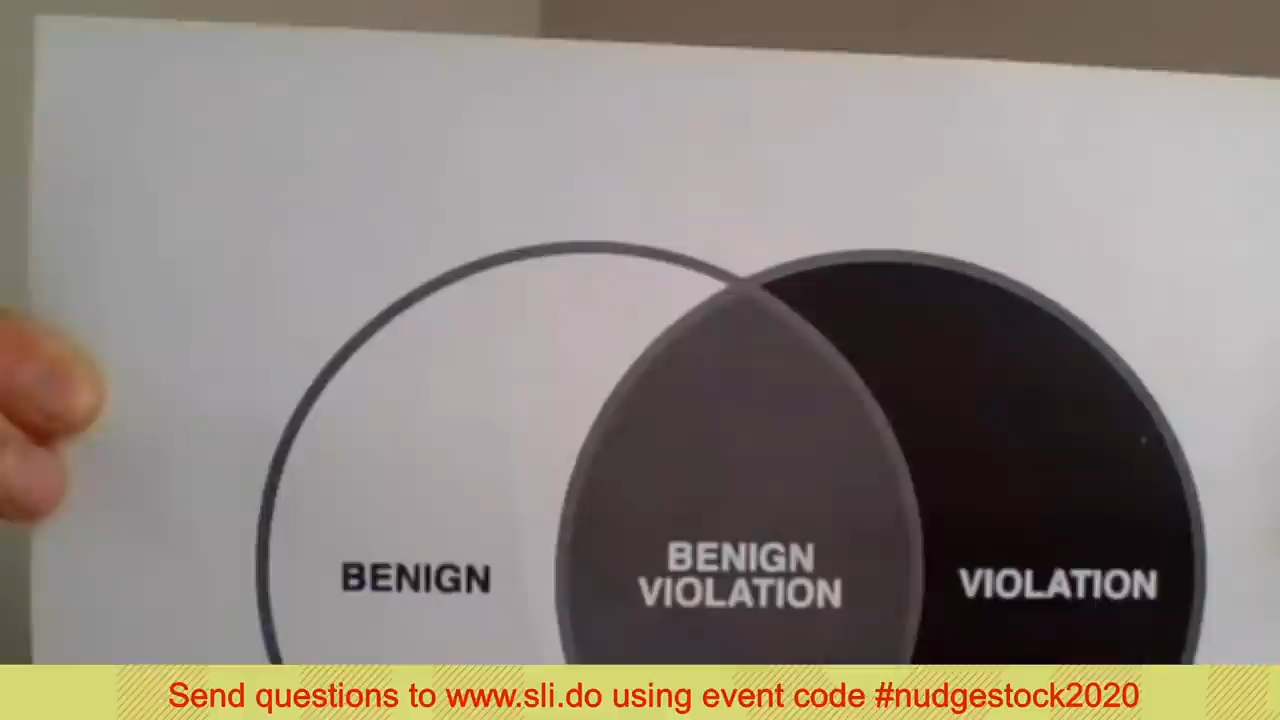 BENIGN
BENIGN
VIOLATION
VIOLATION
Send questions to www.sli.do using event code #nudgestock2020